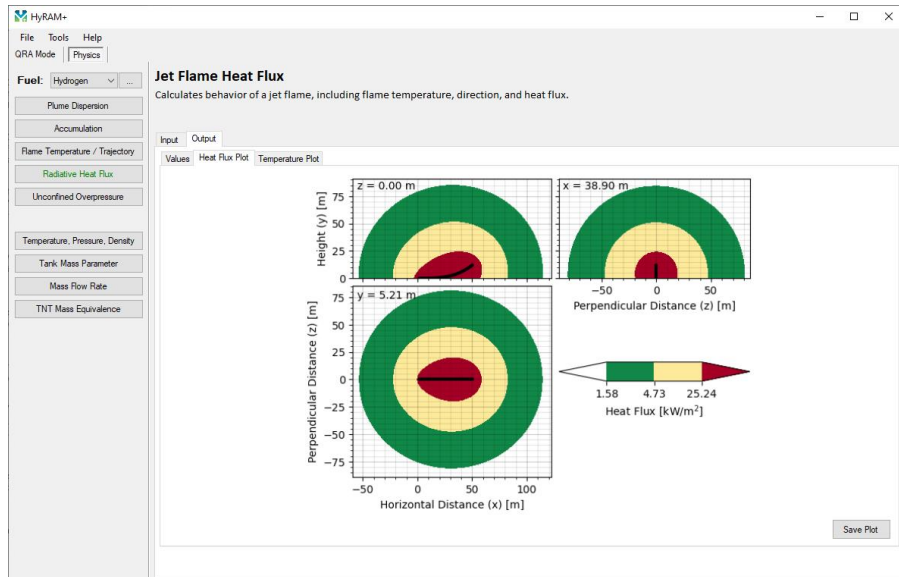 HyRAM+
File Tools Help
QRA Mode Physics
Fuel: Hydrogen ...
Plume Dispersion
Accumulation
Flame Temperature / Trajectory
Radiative Heat Flux
Unconfined Overpressure
Temperature, Pressure, Density
Tank Mass Parameter
Mass Flow Rate
TNT Mass Equivalence
Jet Flame Heat Flux
Calculates behavior of a jet flame, including flame temperature, direction, and heat flux.
Input Output
Values Heat Flux Plot Temperature Plot
z = 0.00 m
75
50
25
0
Height (y) [m]
x = 38.90 m
−50 0 50
Perpendicular Distance (z) [m]
y = 5.21 m
75
50
25
0
−25
−50
−75
Perpendicular Distance (z) [m]
−50 0 50 100
Horizontal Distance (x) [m]
1.58 4.73 25.24
Heat Flux [kW/m²]
Save Plot